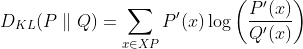 D_{KL}(P \parallel Q) = \sum_{x \in XP} P'(x) \log \left( \frac{P'(x)}{Q'(x)} \right)